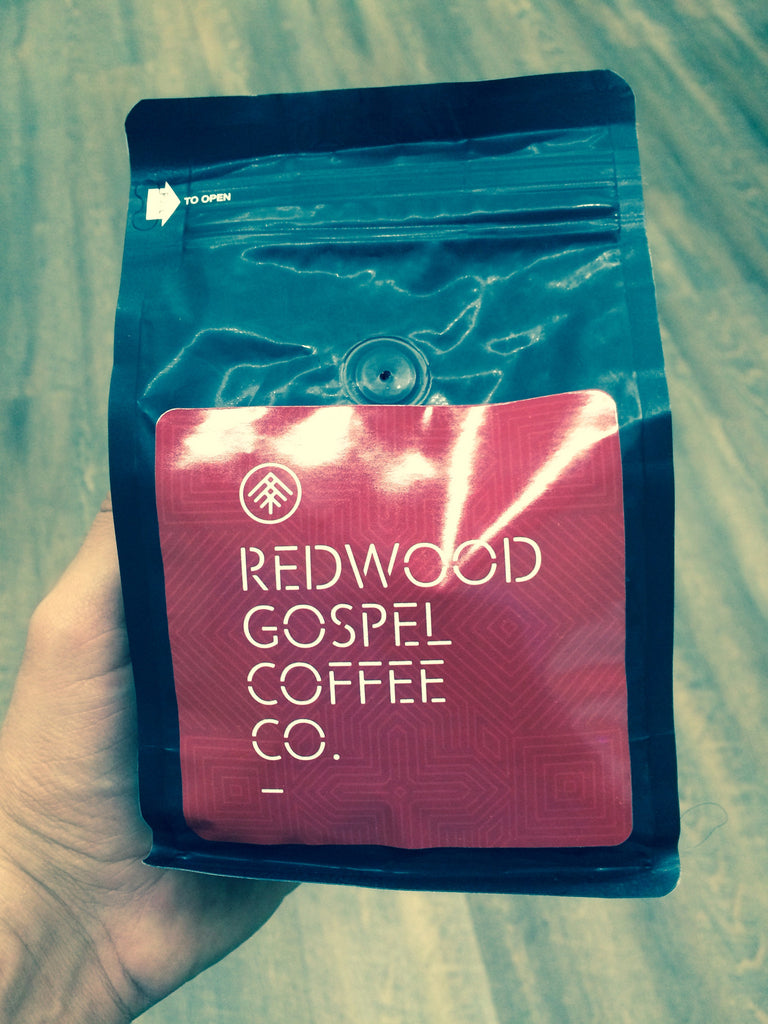 TO OPEN
REDWOOD
GOSPEL
COFFEE
CO.
–